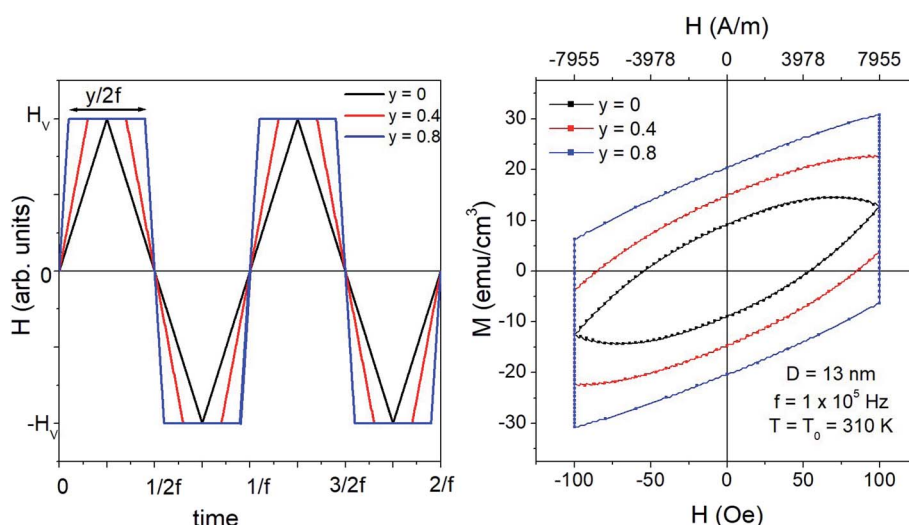 y/2f
y = 0
y = 0.4
y = 0.8
H_V
0
-H_V
H (arb. units)
0
1/2f
1/f
3/2f
2/f
time
H (A/m)
-7955
-3978
0
3978
7955
y = 0
y = 0.4
y = 0.8
30
20
10
0
-10
-20
-30
M (emu/cm³)
D = 13 nm
f = 1 x 10⁵ Hz
T = T₀ = 310 K
-100
-50
0
50
100
H (Oe)